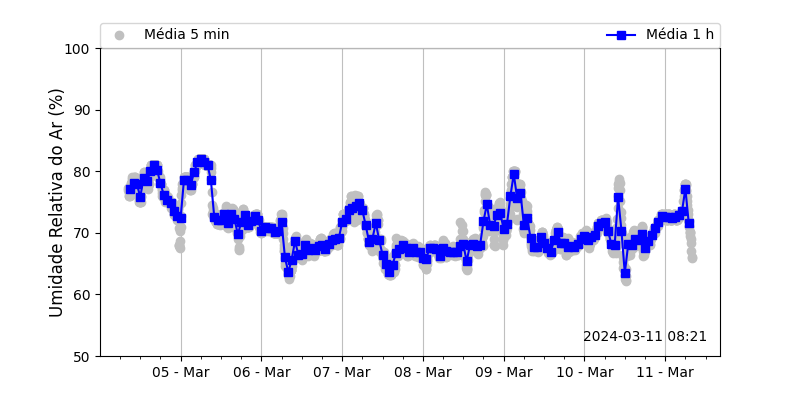 Média 5 min
Média 1 h
Umidade Relativa do Ar (%)
100
90
80
70
60
50
2024-03-11 08:21
05 - Mar
06 - Mar
07 - Mar
08 - Mar
09 - Mar
10 - Mar
11 - Mar